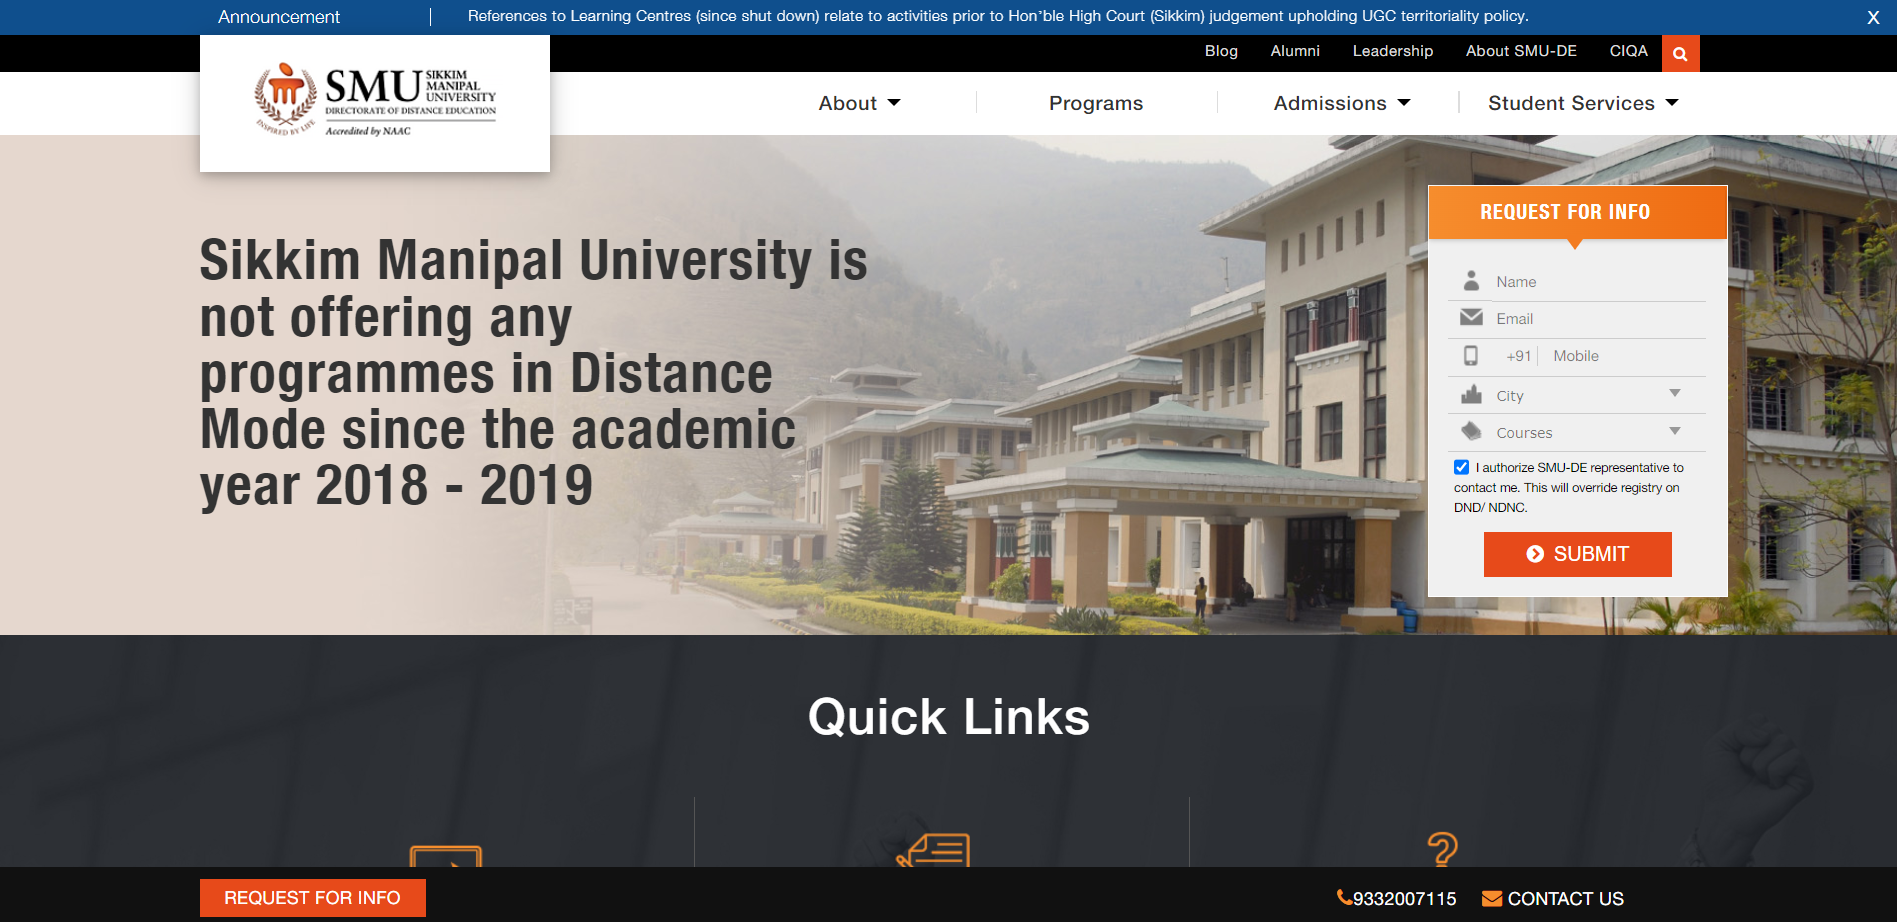 Announcement
References to Learning Centres (since shut down) relate to activities prior to Hon'ble High Court (Sikkim) judgement upholding UGC territoriality policy.
X
Blog
Alumni
Leadership
About SMU-DE
CIQA
SMU SIKKIM MANIPAL UNIVERSITY
DIRECTORATE OF DISTANCE EDUCATION
Accredited by NAAC
INSPIRED BY LIFE
About
Programs
Admissions
Student Services
Sikkim Manipal University is
not offering any
programmes in Distance
Mode since the academic
year 2018 - 2019
REQUEST FOR INFO
Name
Email
+91 Mobile
City
Courses
I authorize SMU-DE representative to
contact me. This will override registry on
DND/ NDNC.
SUBMIT
Quick Links
REQUEST FOR INFO
9332007115
CONTACT US